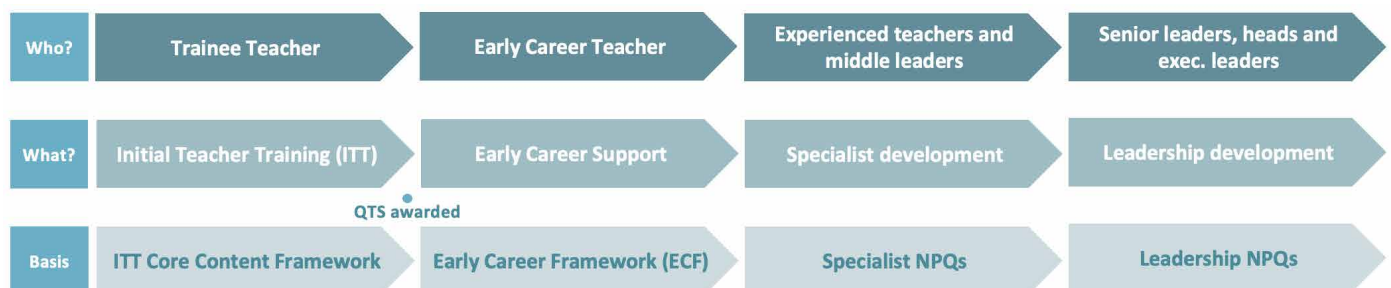 Who?
Trainee Teacher
Early Career Teacher
Experienced teachers and
middle leaders
Senior leaders, heads and
exec. leaders
What?
Initial Teacher Training (ITT)
Early Career Support
Specialist development
Leadership development
QTS awarded
Basis
ITT Core Content Framework
Early Career Framework (ECF)
Specialist NPQs
Leadership NPQs